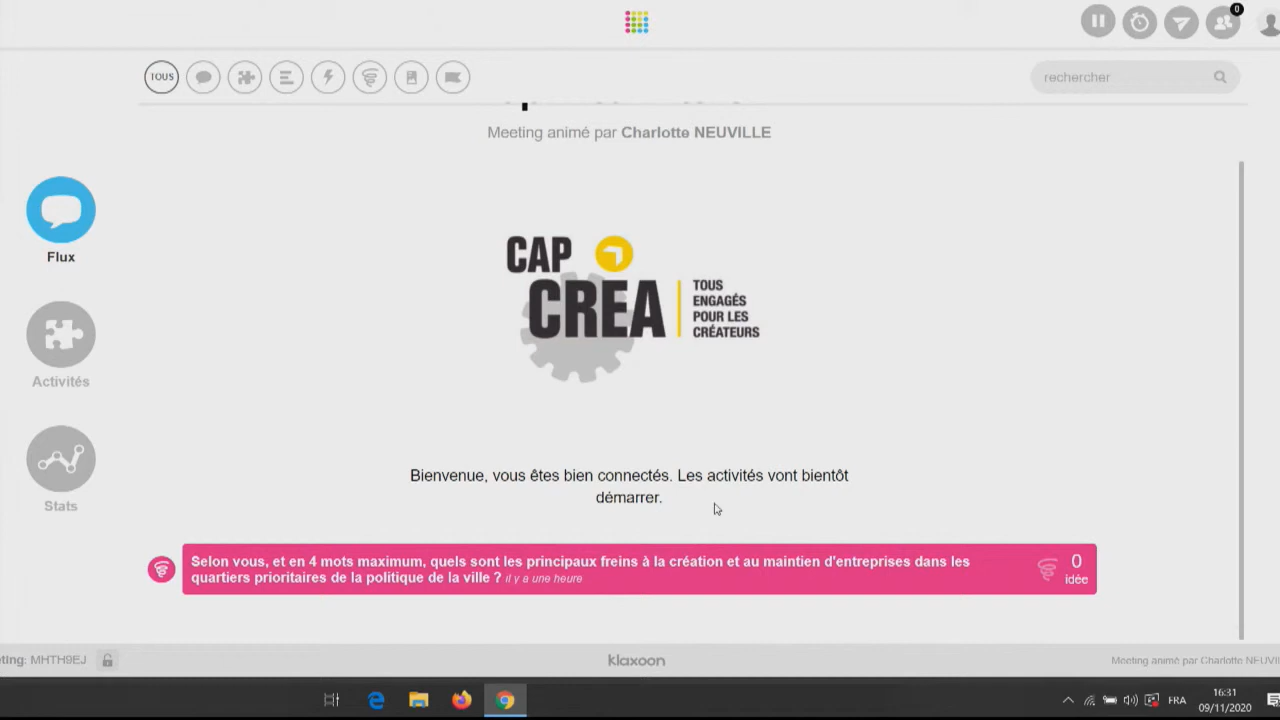 0
TOUS
rechercher
Meeting animé par Charlotte NEUVILLE
Flux
Activités
Stats
CAP
CREA
TOUS
ENGAGÉS
POUR LES
CRÉATEURS
Bienvenue, vous êtes bien connectés. Les activités vont bientôt
démarrer.
Selon vous, et en 4 mots maximum, quels sont les principaux freins à la création et au maintien d'entreprises dans les
quartiers prioritaires de la politique de la ville ? il y a une heure
0
idée
eting: MHTH9EJ
klaxoon
Meeting animé par Charlotte NEUVI
FRA
16:31
09/11/2020